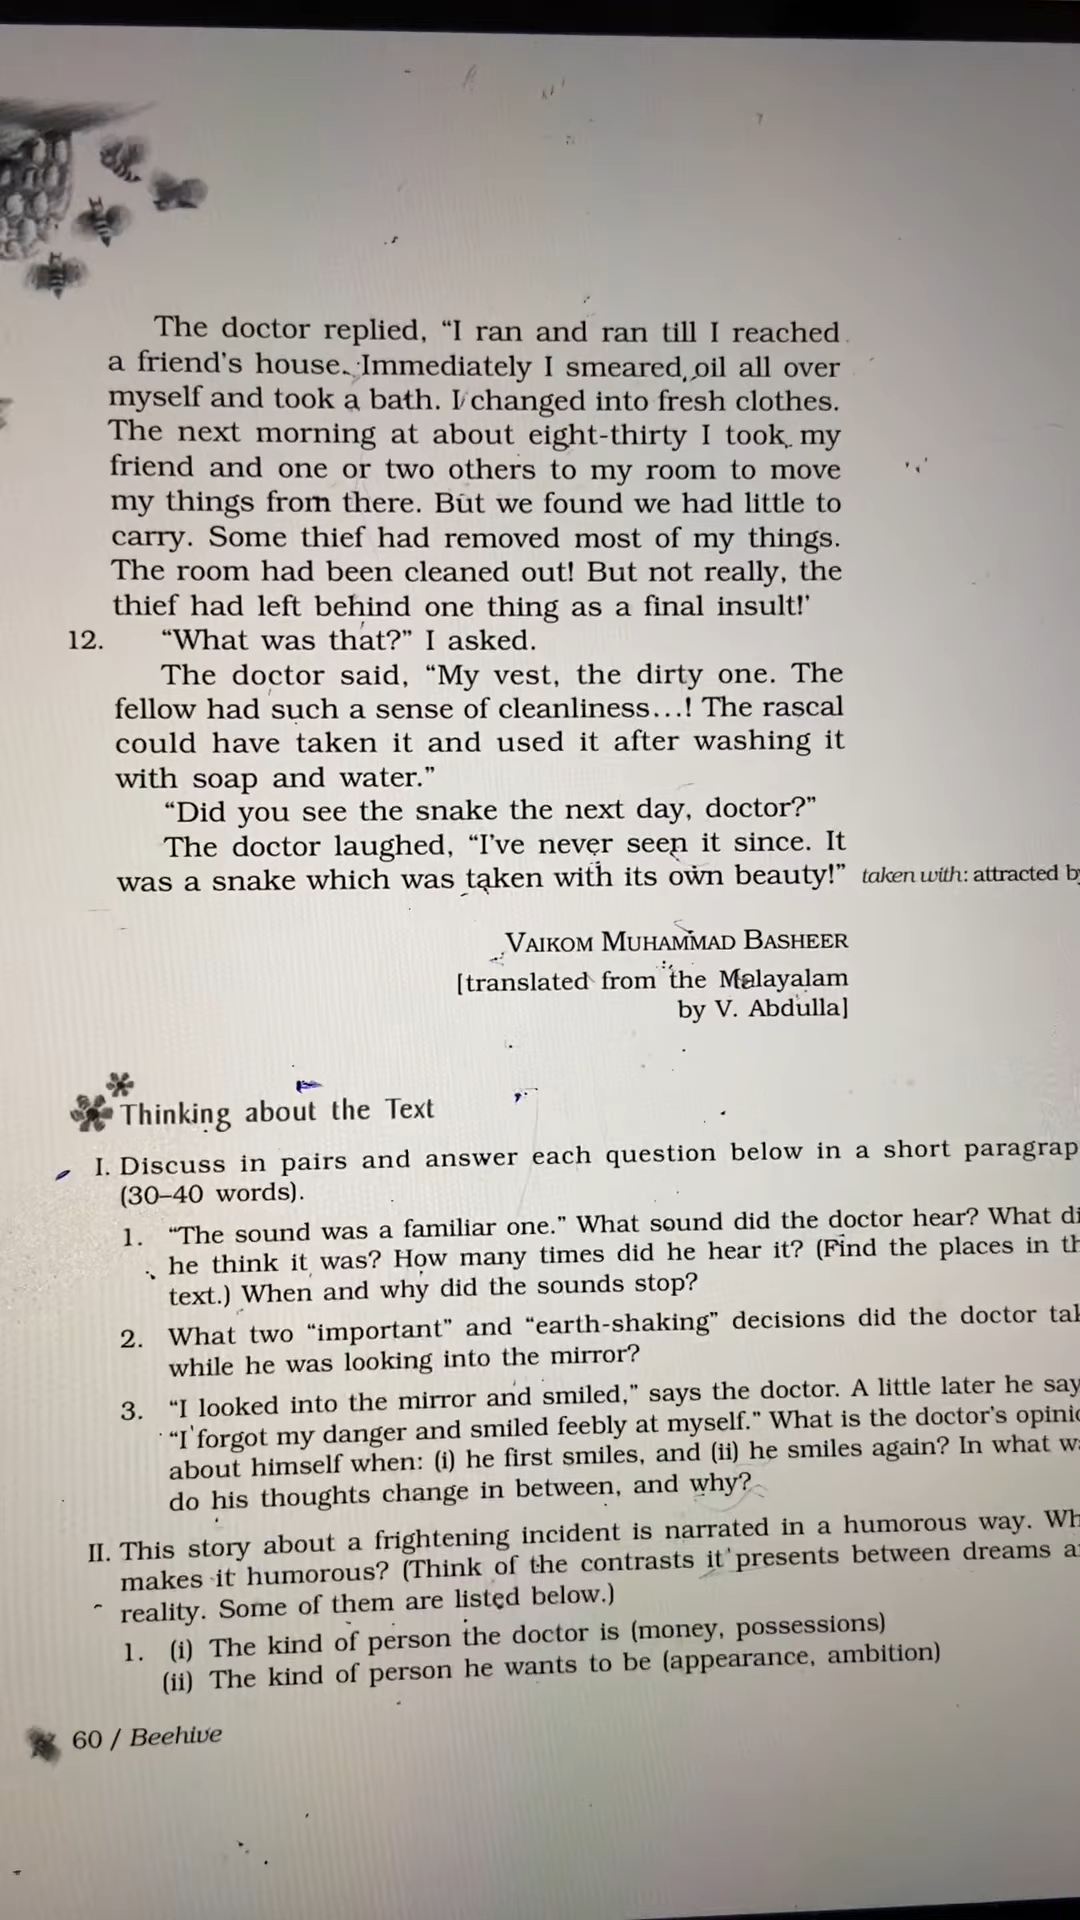 The doctor replied, “I ran and ran till I reached
a friend's house. Immediately I smeared oil all over
myself and took a bath. I changed into fresh clothes.
The next morning at about eight-thirty I took my
friend and one or two others to my room to move
my things from there. But we found we had little to
carry. Some thief had removed most of my things.
The room had been cleaned out! But not really, the
thief had left behind one thing as a final insult!'
12. “What was that?” I asked.
The doctor said, “My vest, the dirty one. The
fellow had such a sense of cleanliness...! The rascal
could have taken it and used it after washing it
with soap and water.”
“Did you see the snake the next day, doctor?”
The doctor laughed, “I've never seen it since. It
was a snake which was taken with its own beauty!” taken with: attracted by
VAIKOM MUHAMMAD BASHEER
[translated from the Malayalam
by V. Abdulla]
Thinking about the Text
I. Discuss in pairs and answer each question below in a short paragrap
(30–40 words).
1. “The sound was a familiar one.” What sound did the doctor hear? What di
he think it was? How many times did he hear it? (Find the places in th
text.) When and why did the sounds stop?
2. What two “important” and “earth-shaking” decisions did the doctor tak
while he was looking into the mirror?
3. “I looked into the mirror and smiled,” says the doctor. A little later he say
“I forgot my danger and smiled feebly at myself.” What is the doctor's opinio
about himself when: (i) he first smiles, and (ii) he smiles again? In what wa
do his thoughts change in between, and why?
II. This story about a frightening incident is narrated in a humorous way. Wh
makes it humorous? (Think of the contrasts it presents between dreams a
reality. Some of them are listed below.)
1. (i) The kind of person the doctor is (money, possessions)
(ii) The kind of person he wants to be (appearance, ambition)
60 / Beehive